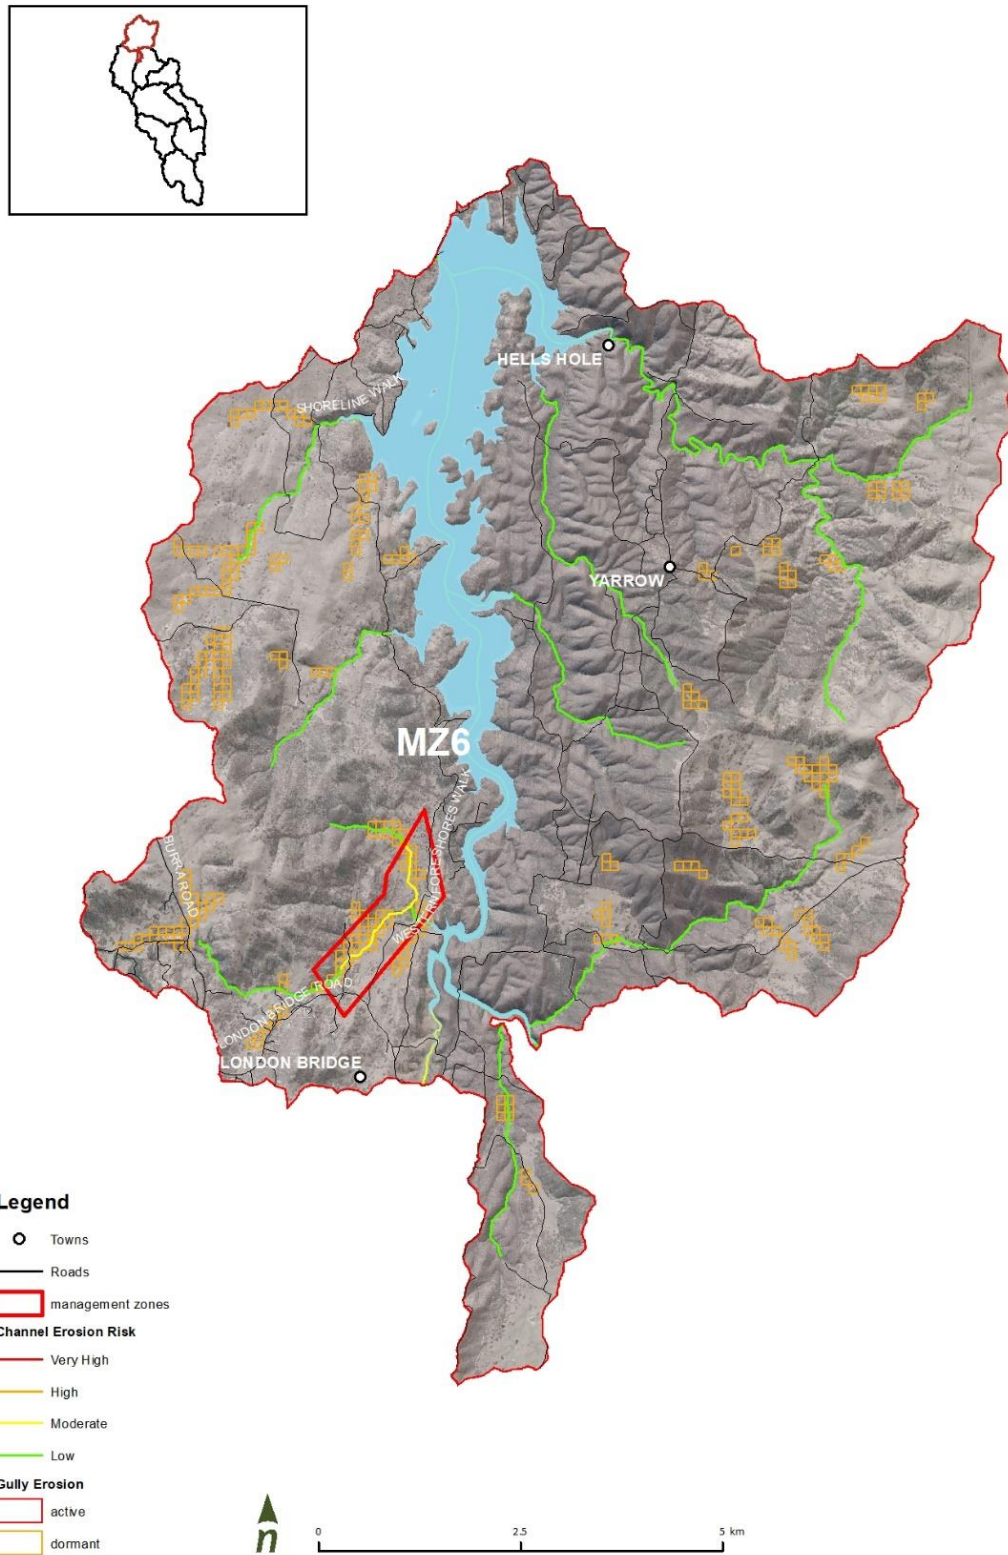 SHORELINE WALK
HELLS HOLE
YARROW
MZ6
WESTERN FORESHORES WALK
BURRA ROAD
LONDON BRIDGE ROAD
LONDON BRIDGE
Legend
Towns
Roads
management zones
Channel Erosion Risk
Very High
High
Moderate
Low
Gully Erosion
active
dormant
n
0 2.5 5 km